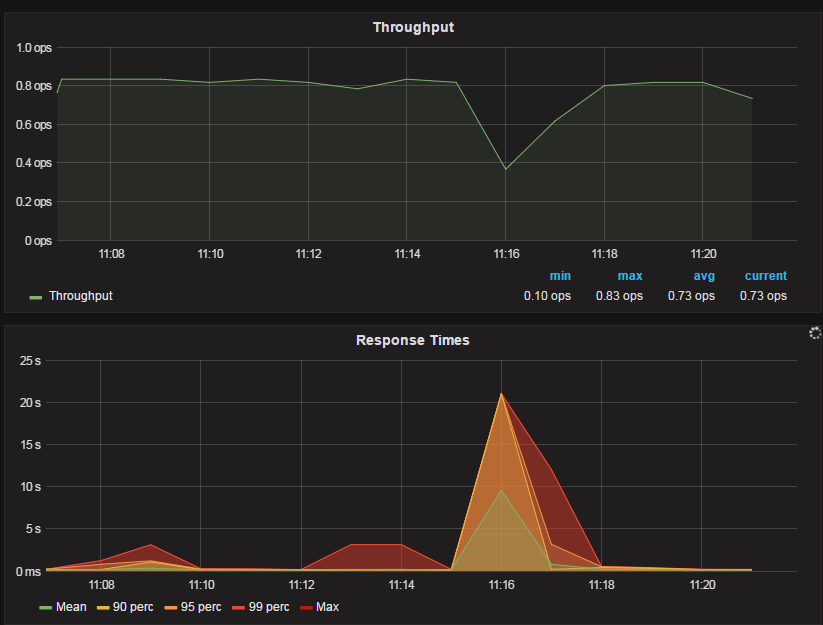 Throughput
1.0 ops
0.8 ops
0.6 ops
0.4 ops
0.2 ops
0 ops
11:08 11:10 11:12 11:14 11:16 11:18 11:20
min max avg current
Throughput 0.10 ops 0.83 ops 0.73 ops 0.73 ops
Response Times
25 s
20 s
15 s
10 s
5 s
0 ms
11:08 11:10 11:12 11:14 11:16 11:18 11:20
Mean 90 perc 95 perc 99 perc Max